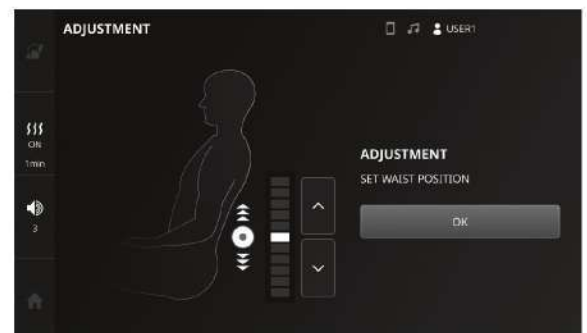 ADJUSTMENT
USER1
ON
1min
3
ADJUSTMENT
SET WAIST POSITION
OK